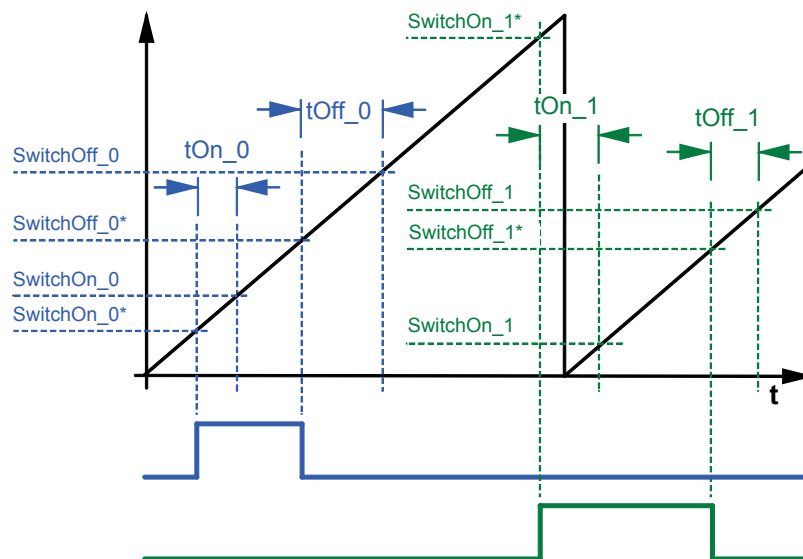 SwitchOn_1*
tOff_0
tOn_1
tOff_1
tOn_0
SwitchOff_0
SwitchOff_1
SwitchOff_0*
SwitchOff_1*
SwitchOn_0
SwitchOn_0*
SwitchOn_1
t